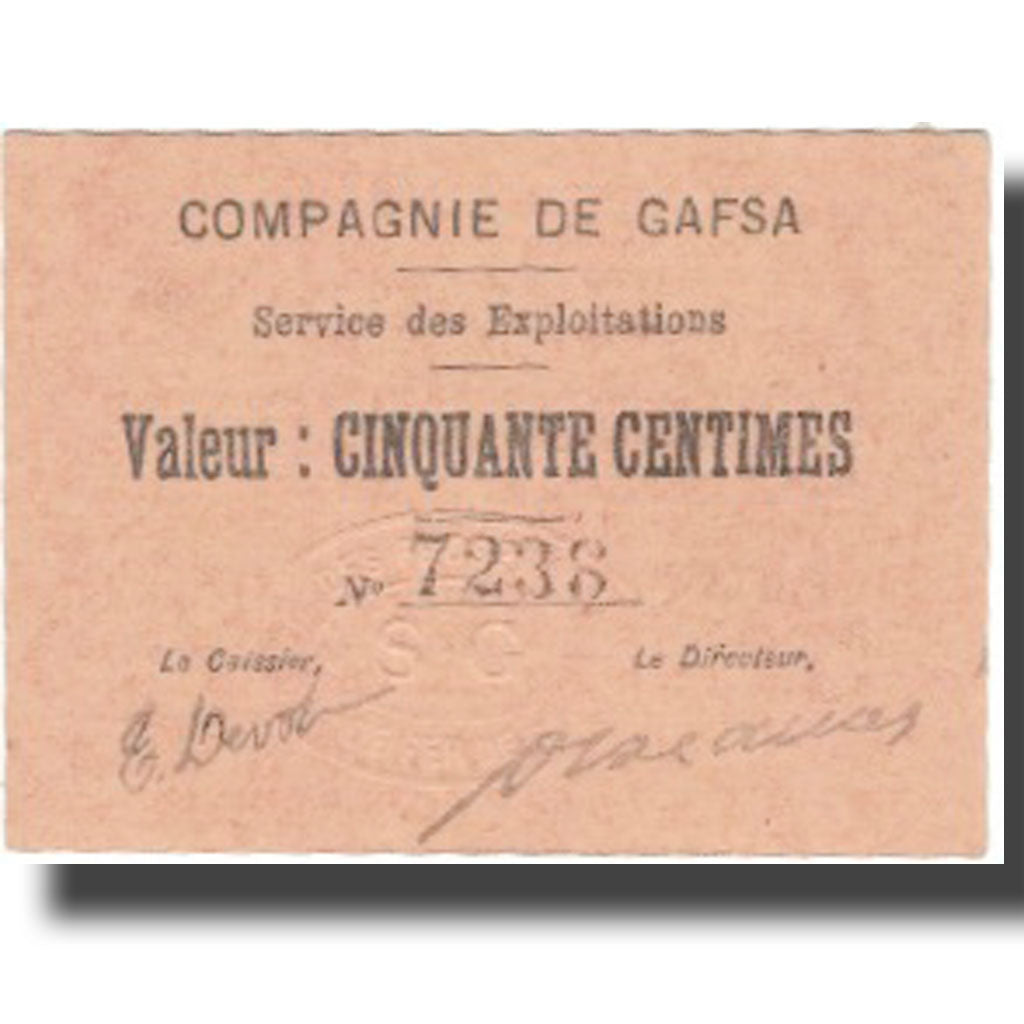 COMPAGNIE DE GAFSA
Service des Exploitations
Valeur : CINQUANTE CENTIMES
No 7238
S G
Le Caissier, Le Directeur,